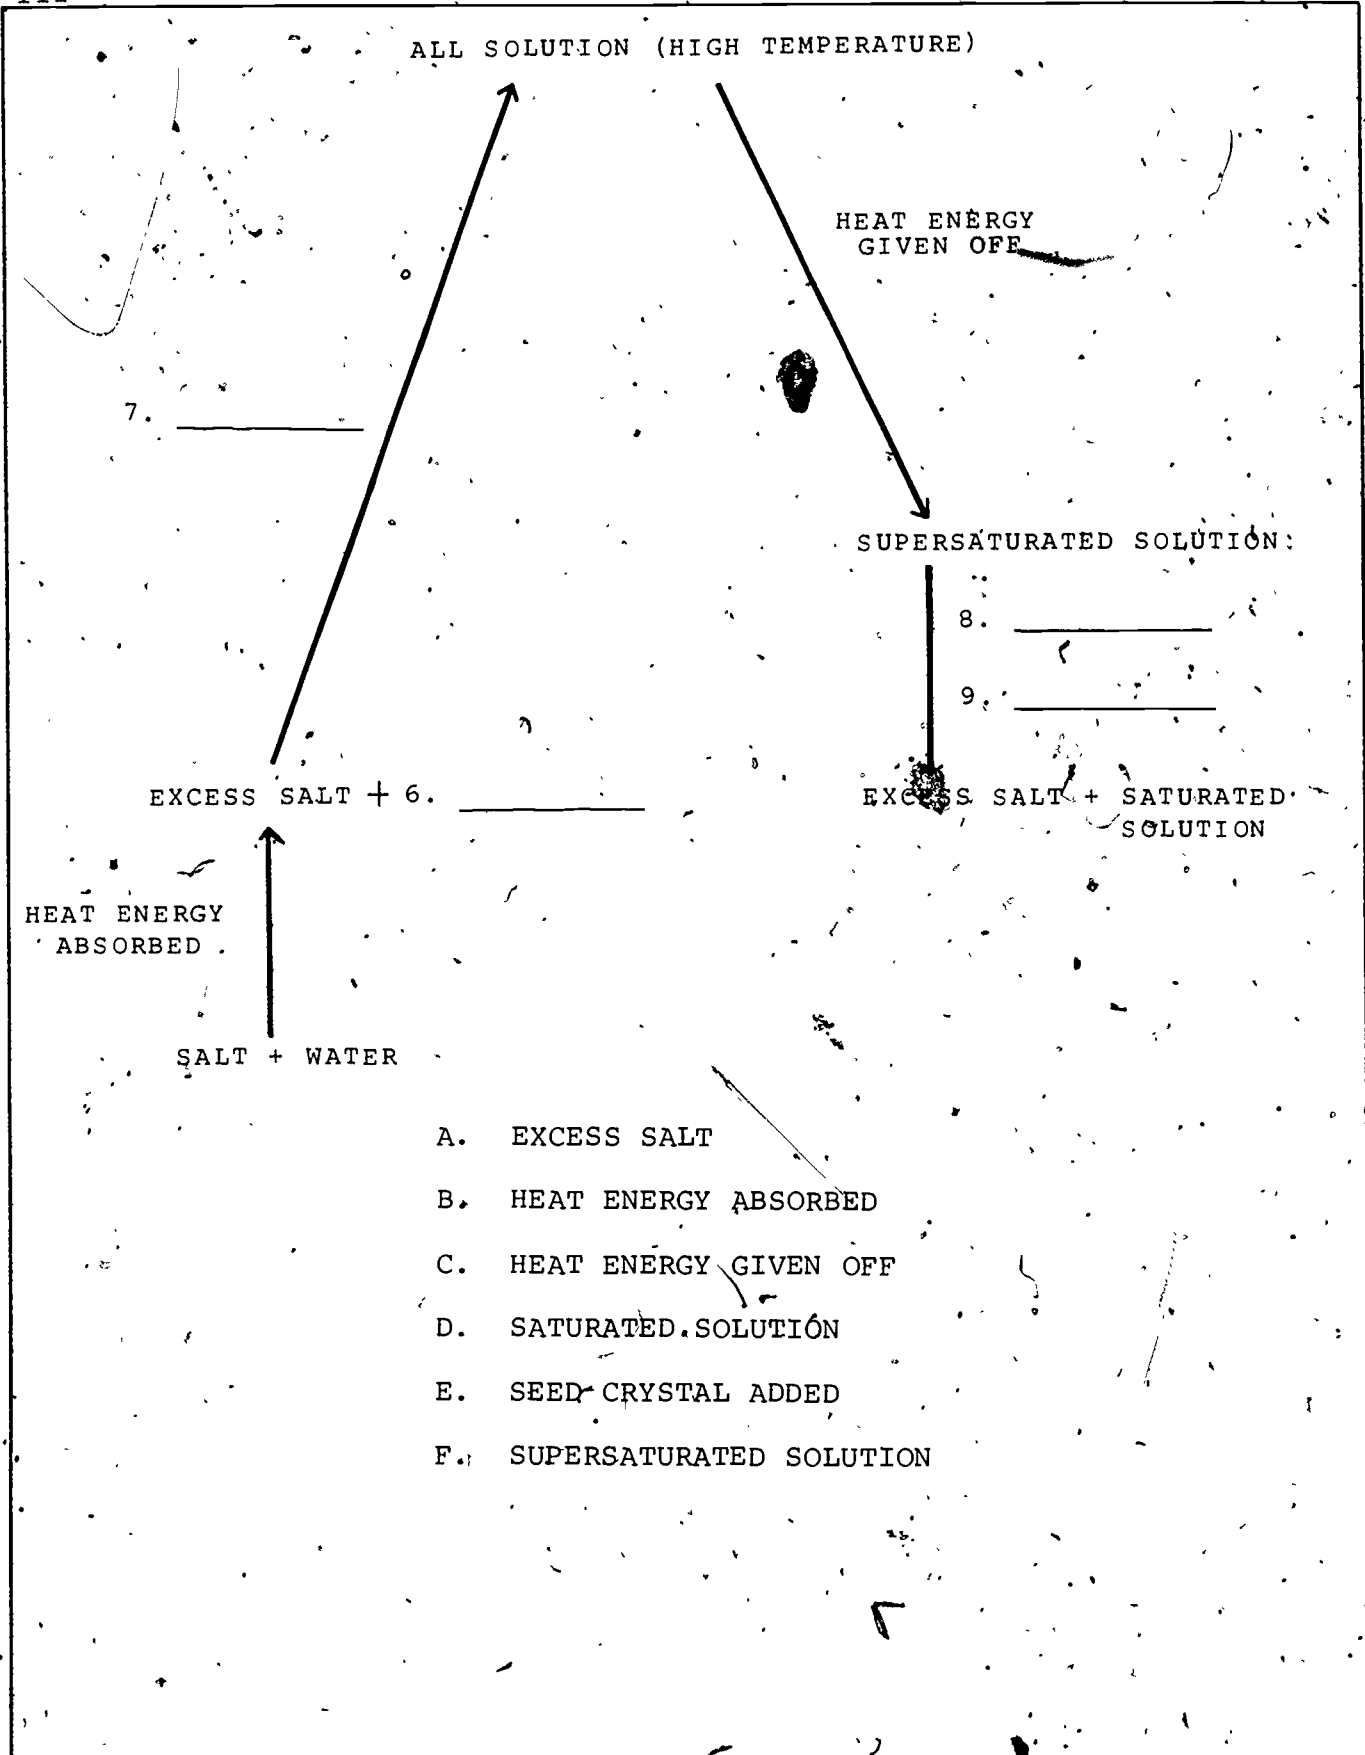 ALL SOLUTION (HIGH TEMPERATURE)
HEAT ENERGY
GIVEN OFF
7.
SUPERSATURATED SOLUTION
8.
9.
EXCESS SALT + 6.
EXCESS SALT + SATURATED
SOLUTION
HEAT ENERGY
ABSORBED
SALT + WATER
A. EXCESS SALT
B. HEAT ENERGY ABSORBED
C. HEAT ENERGY GIVEN OFF
D. SATURATED SOLUTION
E. SEED CRYSTAL ADDED
F. SUPERSATURATED SOLUTION